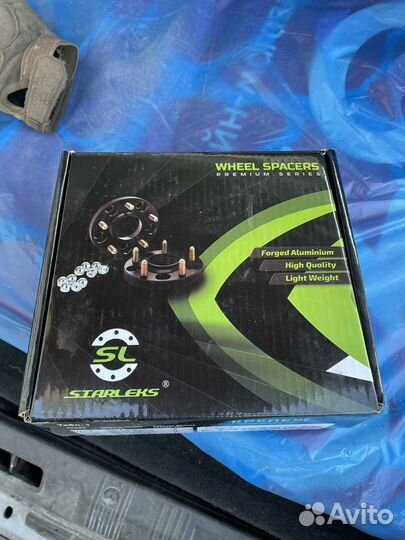 WHEEL SPACERS
PREMIUM SERIES
Forged Aluminium
High Quality
Light Weight
SL
STARLEKS ®
Avito